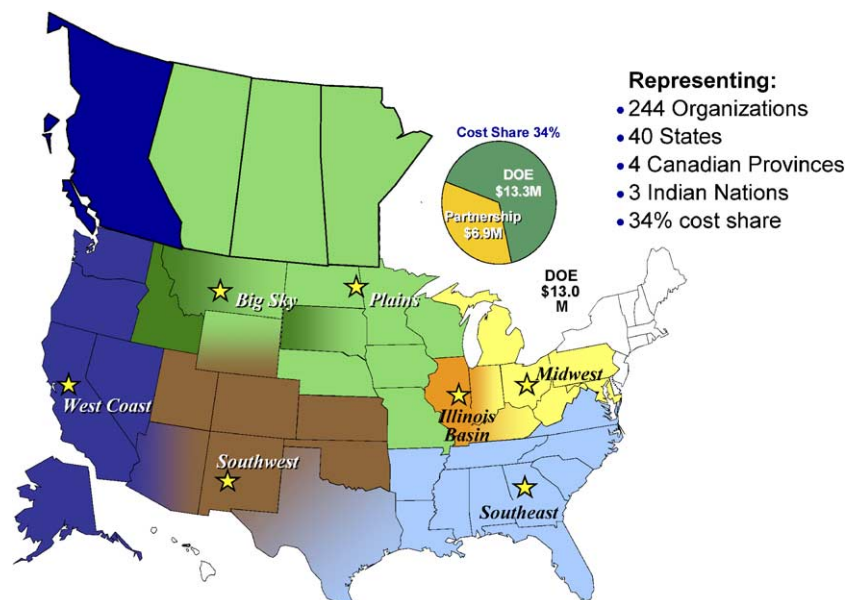 Representing:
• 244 Organizations
• 40 States
• 4 Canadian Provinces
• 3 Indian Nations
• 34% cost share
Cost Share 34%
DOE
$13.3M
Partnership
$6.9M
DOE
$13.0
M
Big Sky
Plains
West Coast
Midwest
Illinois
Basin
Southwest
Southeast